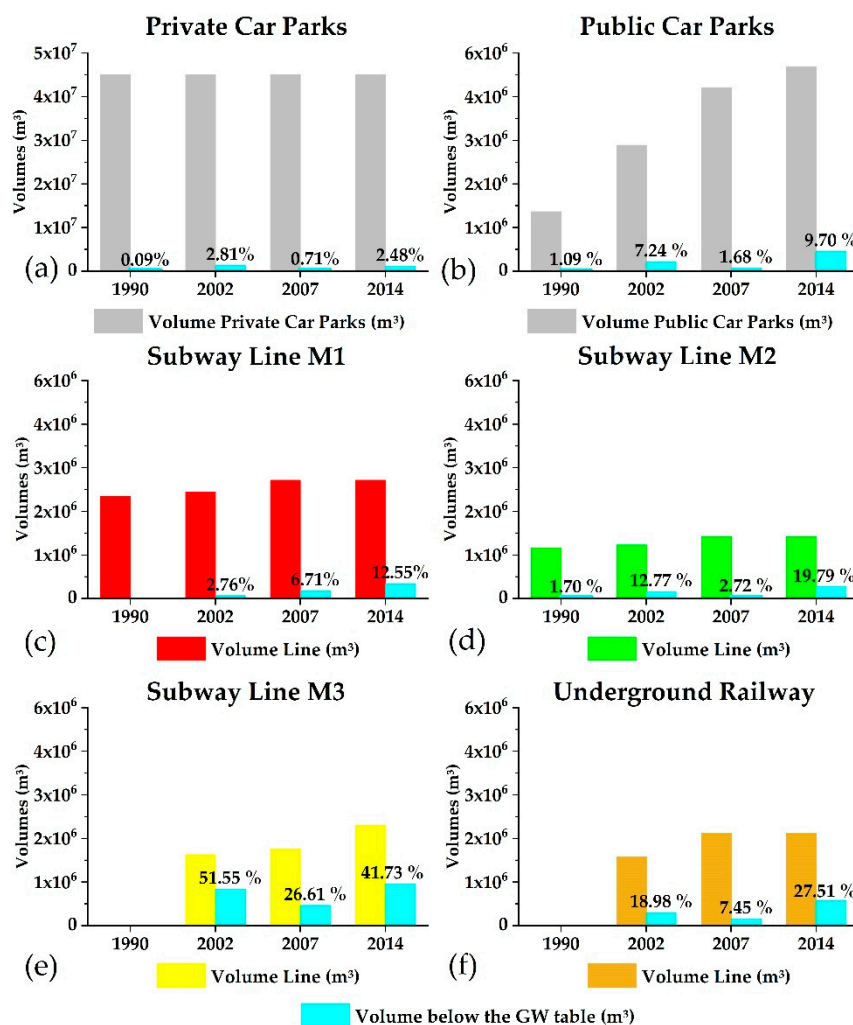 Private Car Parks
Public Car Parks
Volumes (m³)
5x10⁷
4x10⁷
3x10⁷
2x10⁷
1x10⁷
0
0.09%
2.81%
0.71%
2.48%
(a)
1990
2002
2007
2014
Volume Private Car Parks (m³)
Volumes (m³)
6x10⁶
4x10⁶
3x10⁶
2x10⁶
1x10⁶
0
1.09 %
7.24 %
1.68 %
9.70 %
(b)
1990
2002
2007
2014
Volume Public Car Parks (m³)
Subway Line M1
Subway Line M2
Volumes (m³)
6x10⁶
4x10⁶
3x10⁶
2x10⁶
1x10⁶
0
2.76%
6.71%
12.55%
1990
2002
2007
2014
(c)
Volume Line (m³)
Volumes (m³)
6x10⁶
4x10⁶
3x10⁶
2x10⁶
1x10⁶
0
1.70 %
12.77 %
2.72 %
19.79 %
1990
2002
2007
2014
(d)
Volume Line (m³)
Subway Line M3
Underground Railway
Volumes (m³)
6x10⁶
4x10⁶
3x10⁶
2x10⁶
1x10⁶
0
51.55 %
26.61 %
41.73 %
1990
2002
2007
2014
(e)
Volume Line (m³)
Volumes (m³)
6x10⁶
4x10⁶
3x10⁶
2x10⁶
1x10⁶
0
18.98 %
7.45 %
27.51 %
1990
2002
2007
2014
(f)
Volume Line (m³)
Volume below the GW table (m³)